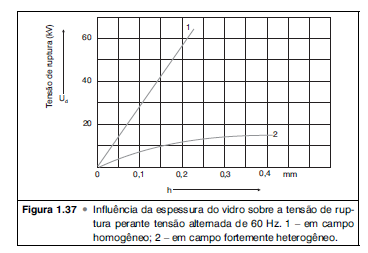 Tensão de ruptura (kV)
U_d
60
40
20
1
2
0
0,1
0,2
0,3
0,4
mm
h
Figura 1.37 • Influência da espessura do vidro sobre a tensão de rup-
tura perante tensão alternada de 60 Hz. 1 – em campo
homogêneo; 2 – em campo fortemente heterogêneo.